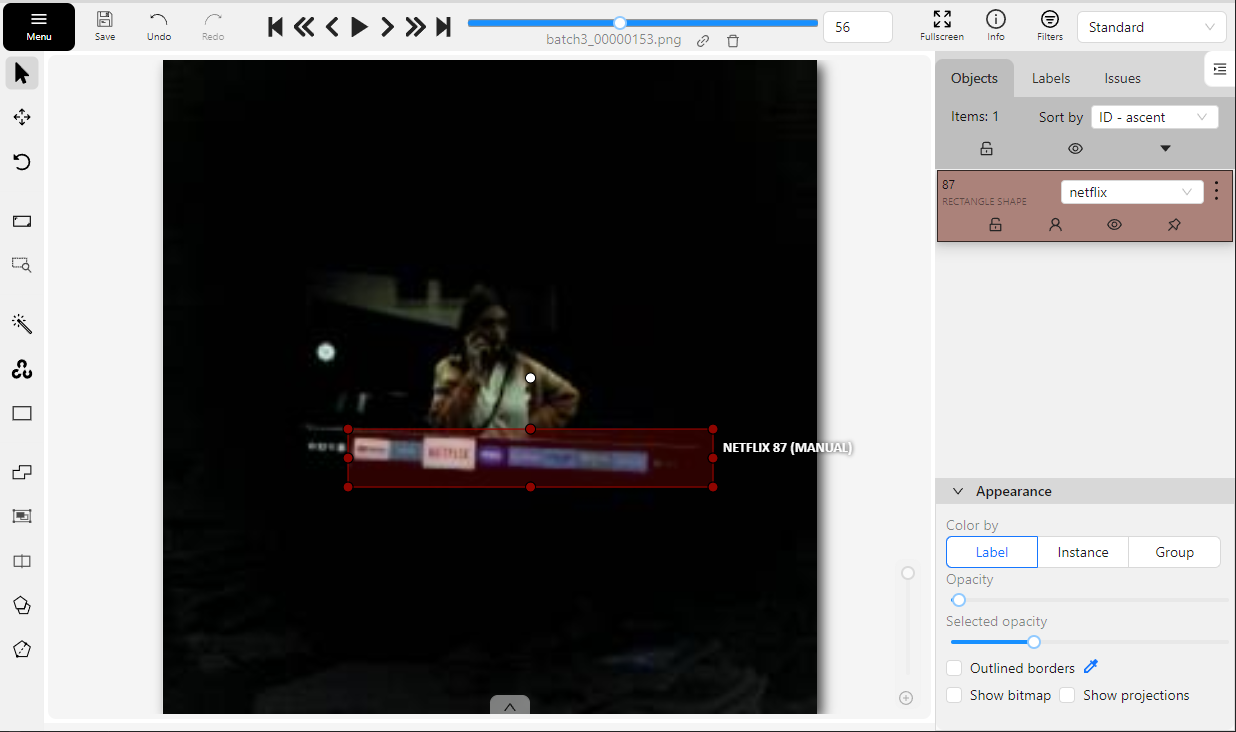 Menu
Save
Undo
Redo
batch3_00000153.png
56
Fullscreen
Info
Filters
Standard
Objects
Labels
Issues
Items: 1
Sort by
ID - ascent
87
RECTANGLE SHAPE
netflix
NETFLIX
NETFLIX 87 (MANUAL)
Appearance
Color by
Label
Instance
Group
Opacity
Selected opacity
Outlined borders
Show bitmap
Show projections